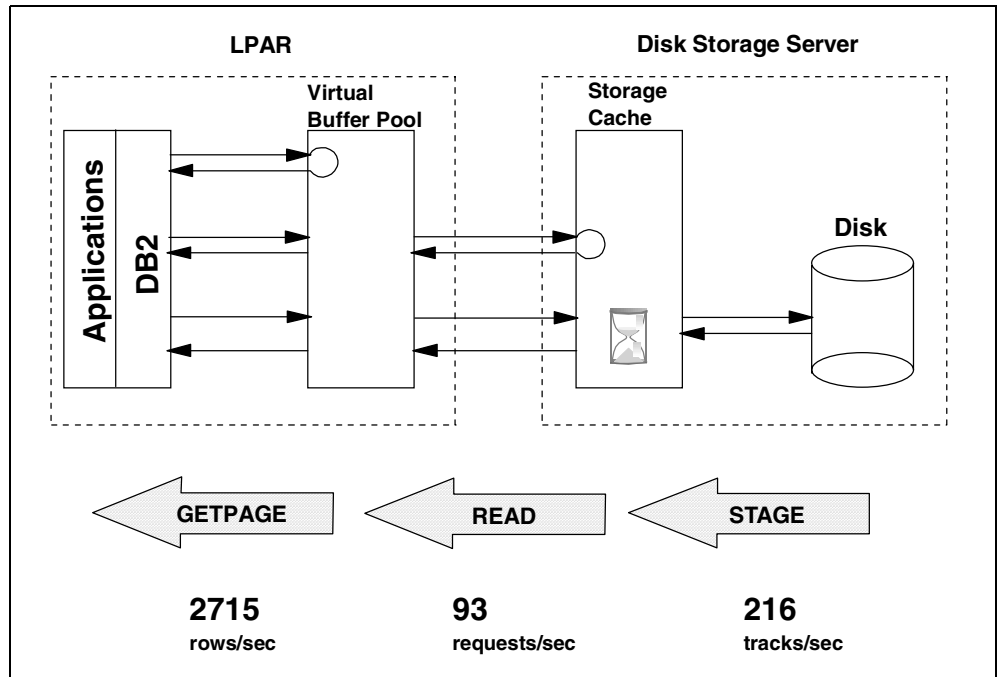 LPAR
Disk Storage Server
Virtual
Buffer Pool
Storage
Cache
Applications
DB2
Disk
GETPAGE
READ
STAGE
2715
93
216
rows/sec
requests/sec
tracks/sec